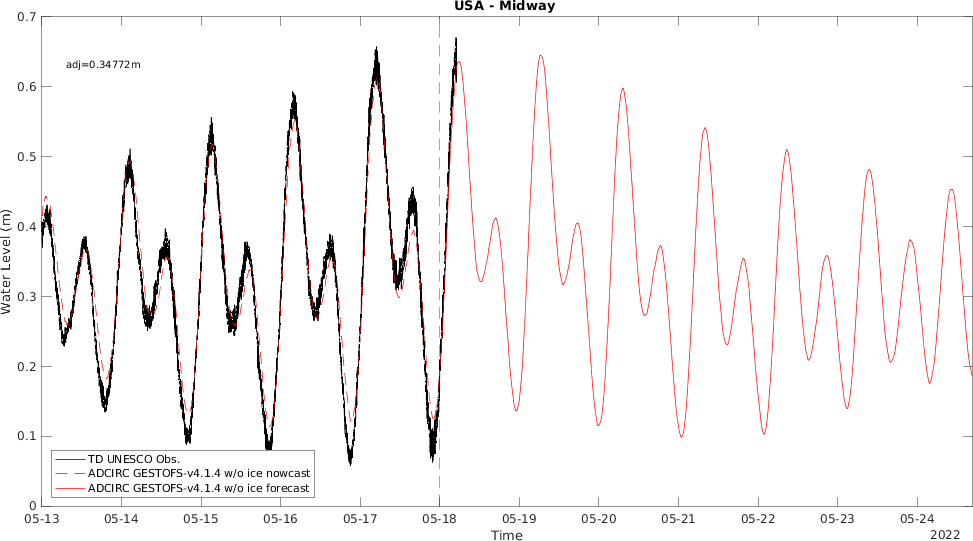 USA - Midway
adj=0.34772m
Water Level (m)
0.7
0.6
0.5
0.4
0.3
0.2
0.1
0
TD UNESCO Obs.
ADCIRC GESTOFS-v4.1.4 w/o ice nowcast
ADCIRC GESTOFS-v4.1.4 w/o ice forecast
05-13 05-14 05-15 05-16 05-17 05-18 05-19 05-20 05-21 05-22 05-23 05-24
Time
2022